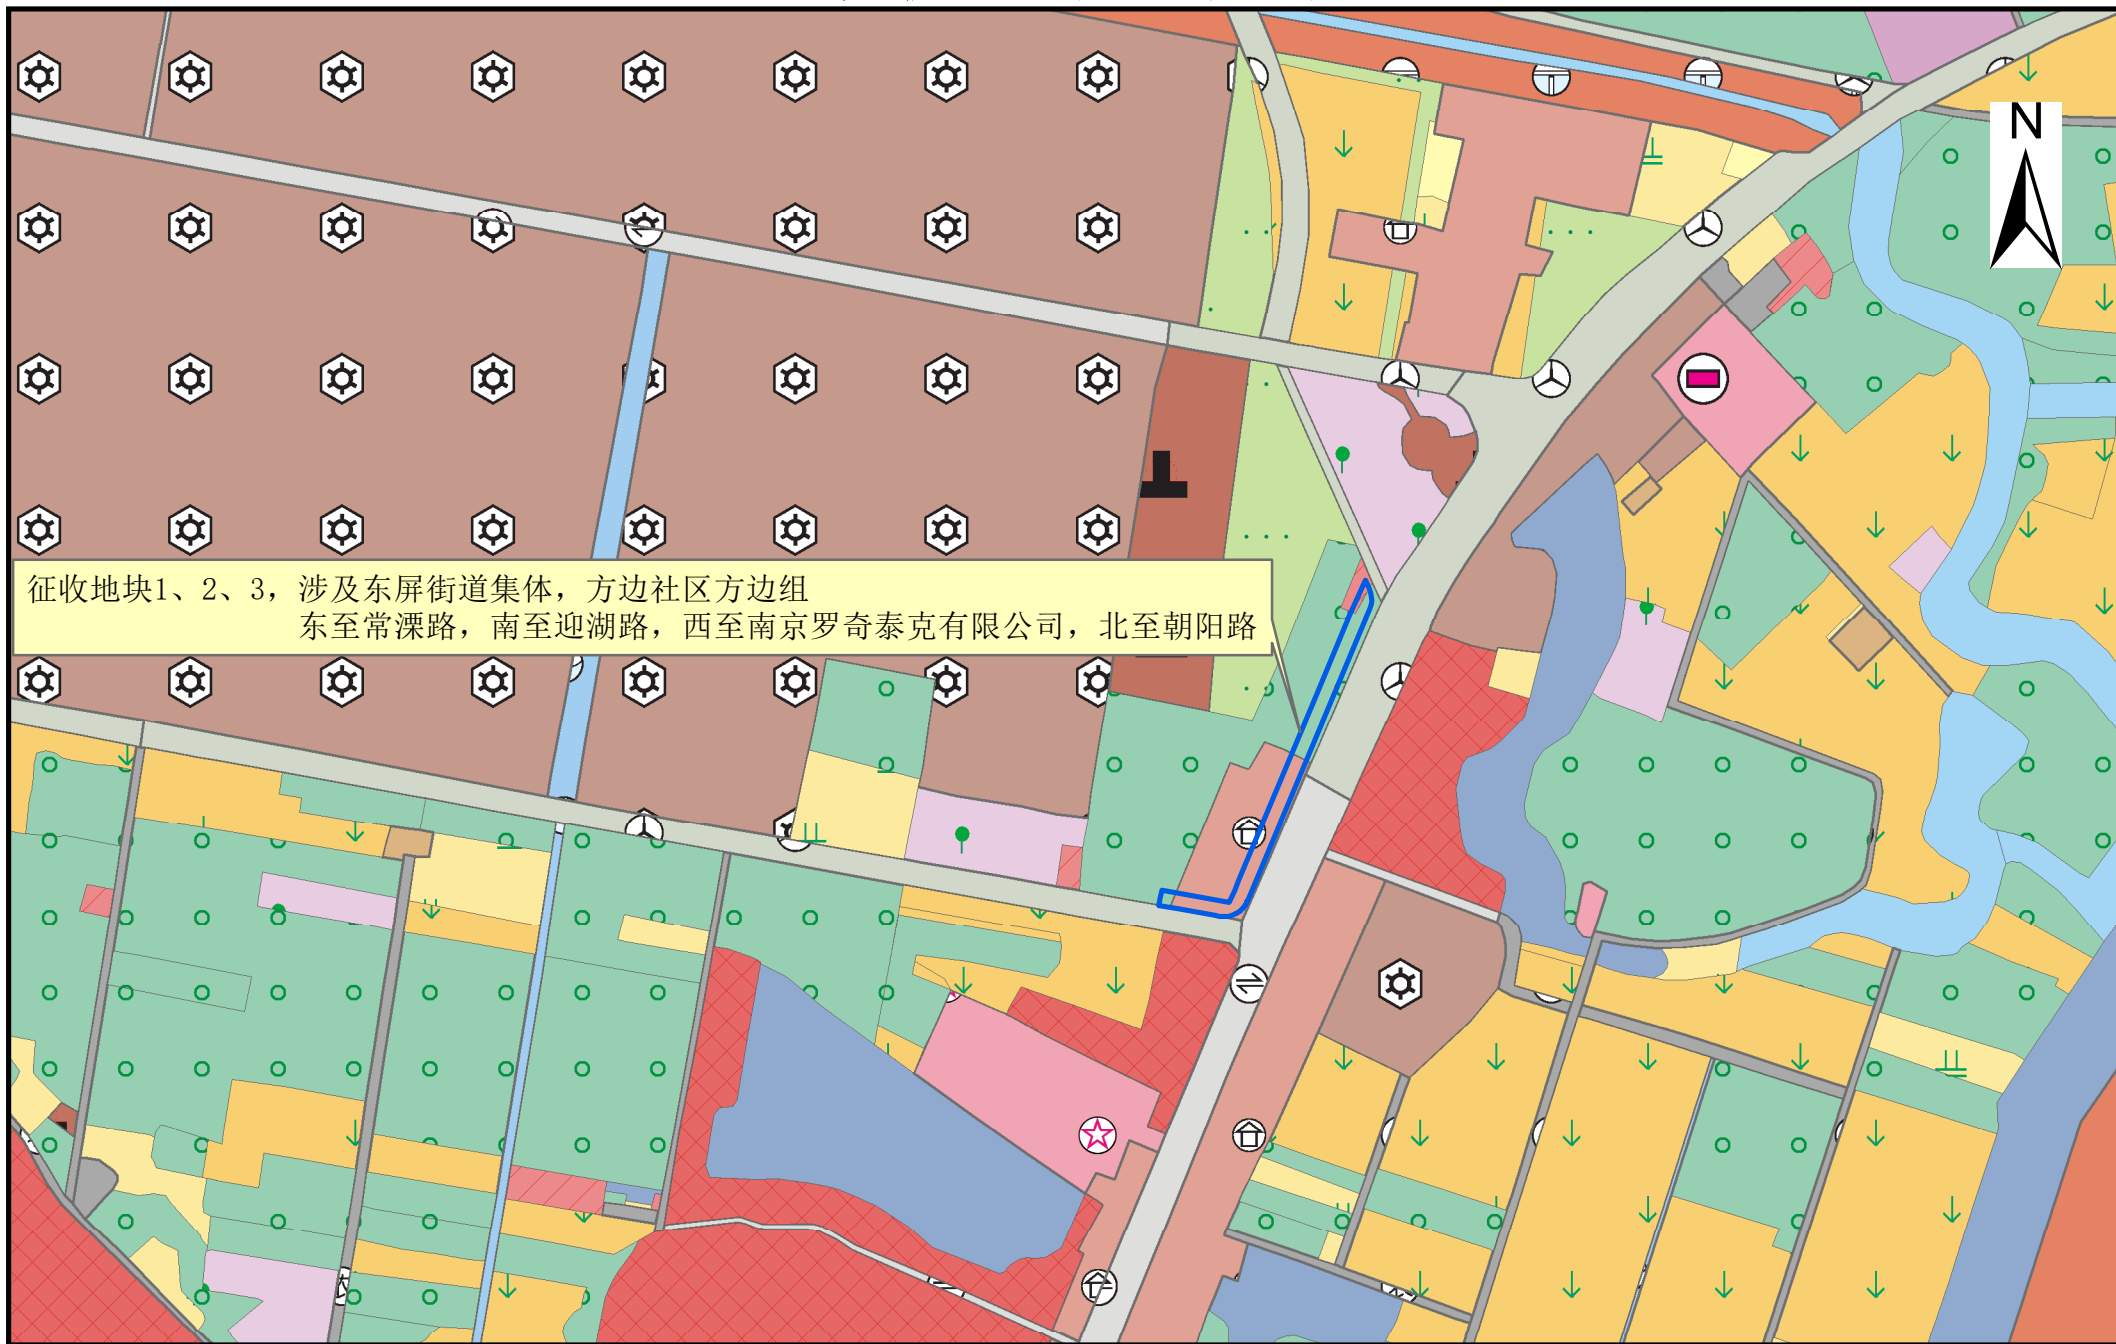 N
征收地块1、2、3，涉及东屏街道集体，方边社区方边组
东至常溧路，南至迎湖路，西至南京罗奇泰克有限公司，北至朝阳路